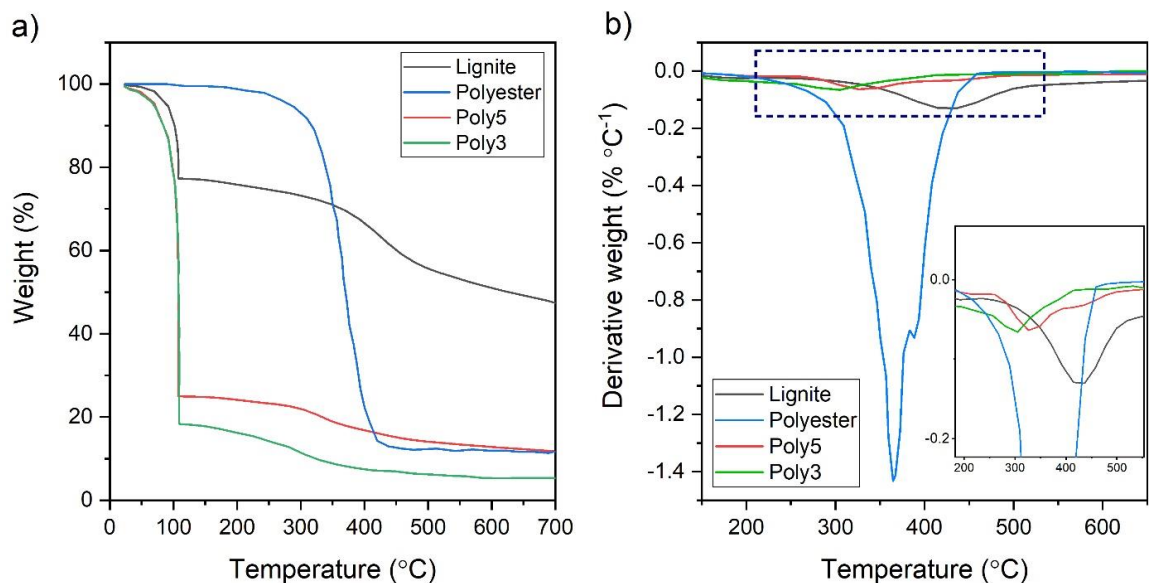 a)
Weight (%)
100
80
60
40
20
0
Lignite
Polyester
Poly5
Poly3
0 100 200 300 400 500 600 700
Temperature (°C)
b)
Derivative weight (% °C-1)
0.0
-0.2
-0.4
-0.6
-0.8
-1.0
-1.2
-1.4
Lignite
Polyester
Poly5
Poly3
0.0
-0.2
200 300 400 500
200 400 600
Temperature (°C)